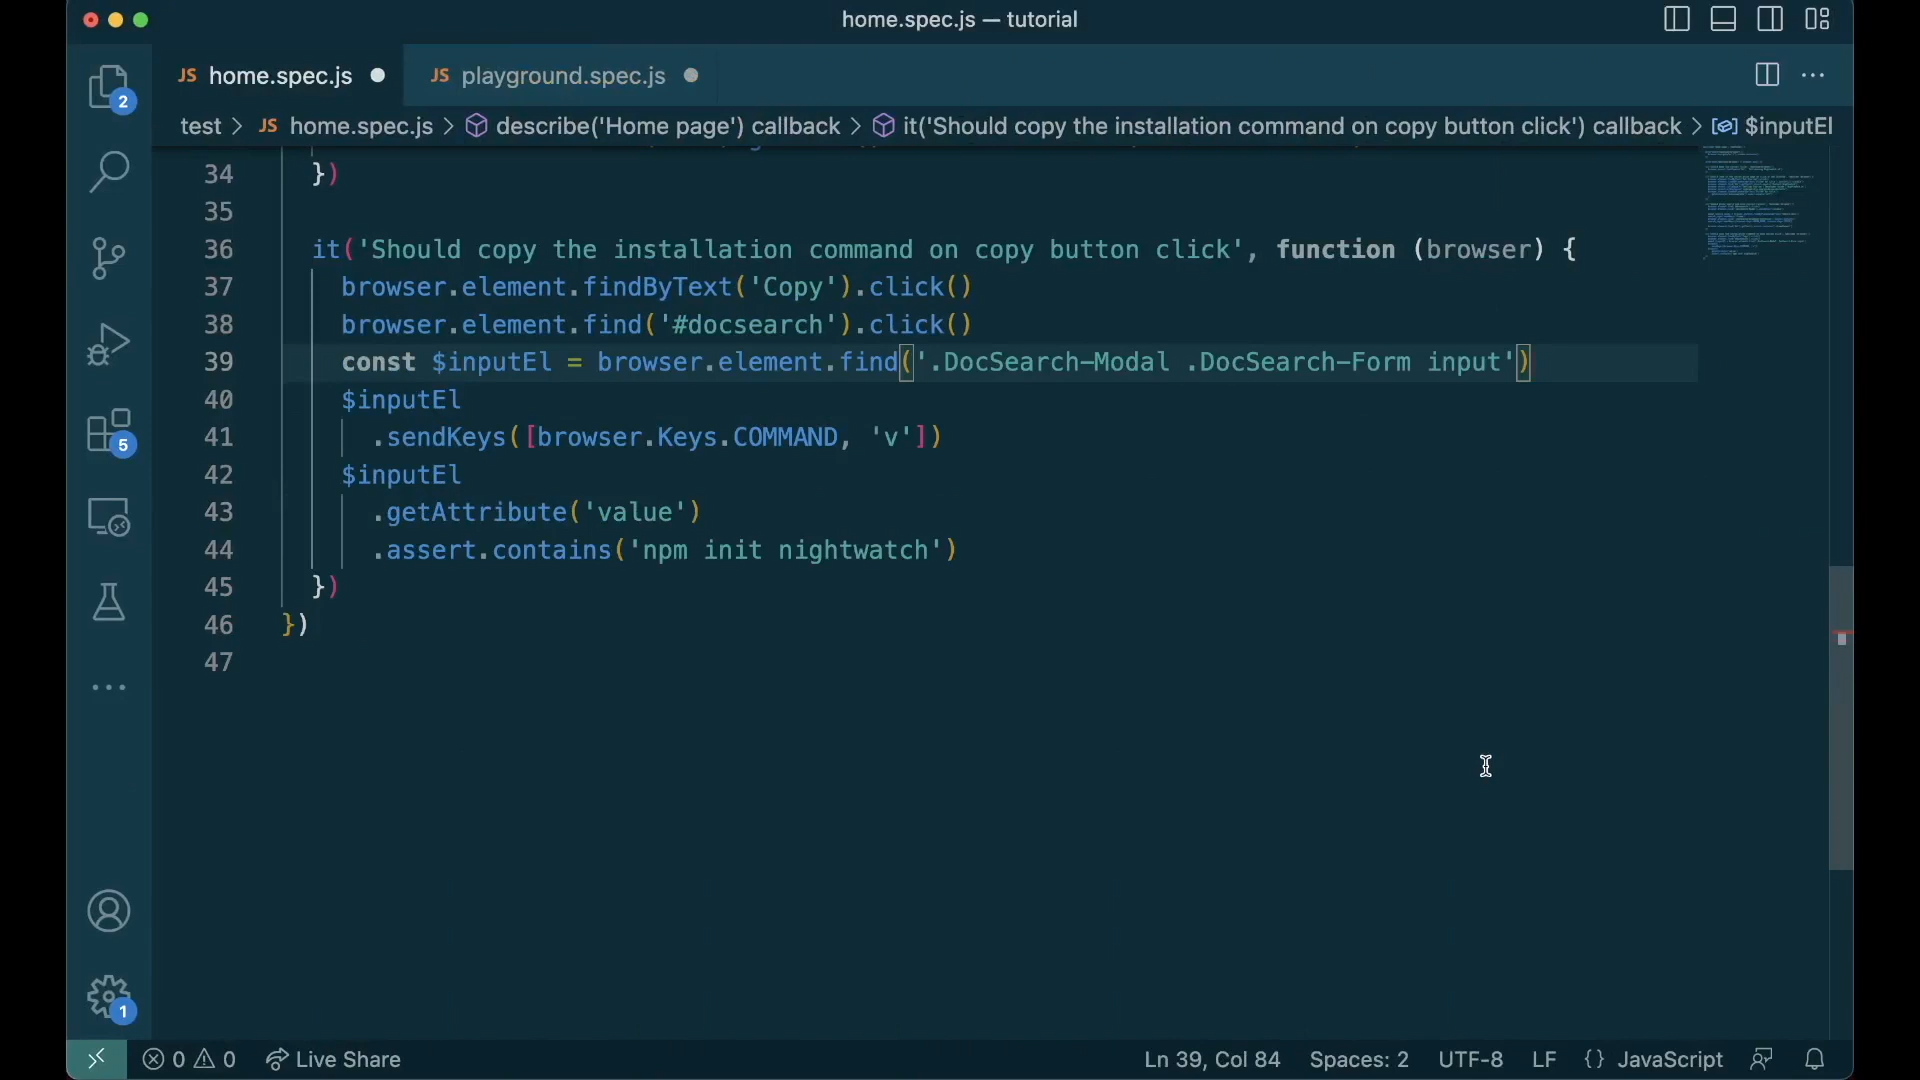 home.spec.js — tutorial
JS home.spec.js
JS playground.spec.js
test > JS home.spec.js > describe('Home page') callback > it('Should copy the installation command on copy button click') callback > $inputEl
34 })
35
36 it('Should copy the installation command on copy button click', function (browser) {
37 browser.element.findByText('Copy').click()
38 browser.element.find('#docsearch').click()
39 const $inputEl = browser.element.find('.DocSearch-Modal .DocSearch-Form input')
40 $inputEl
41 .sendKeys([browser.Keys.COMMAND, 'v'])
42 $inputEl
43 .getAttribute('value')
44 .assert.contains('npm init nightwatch')
45 })
46 })
47
2
5
1
0 0 Live Share
Ln 39, Col 84 Spaces: 2 UTF-8 LF {} JavaScript